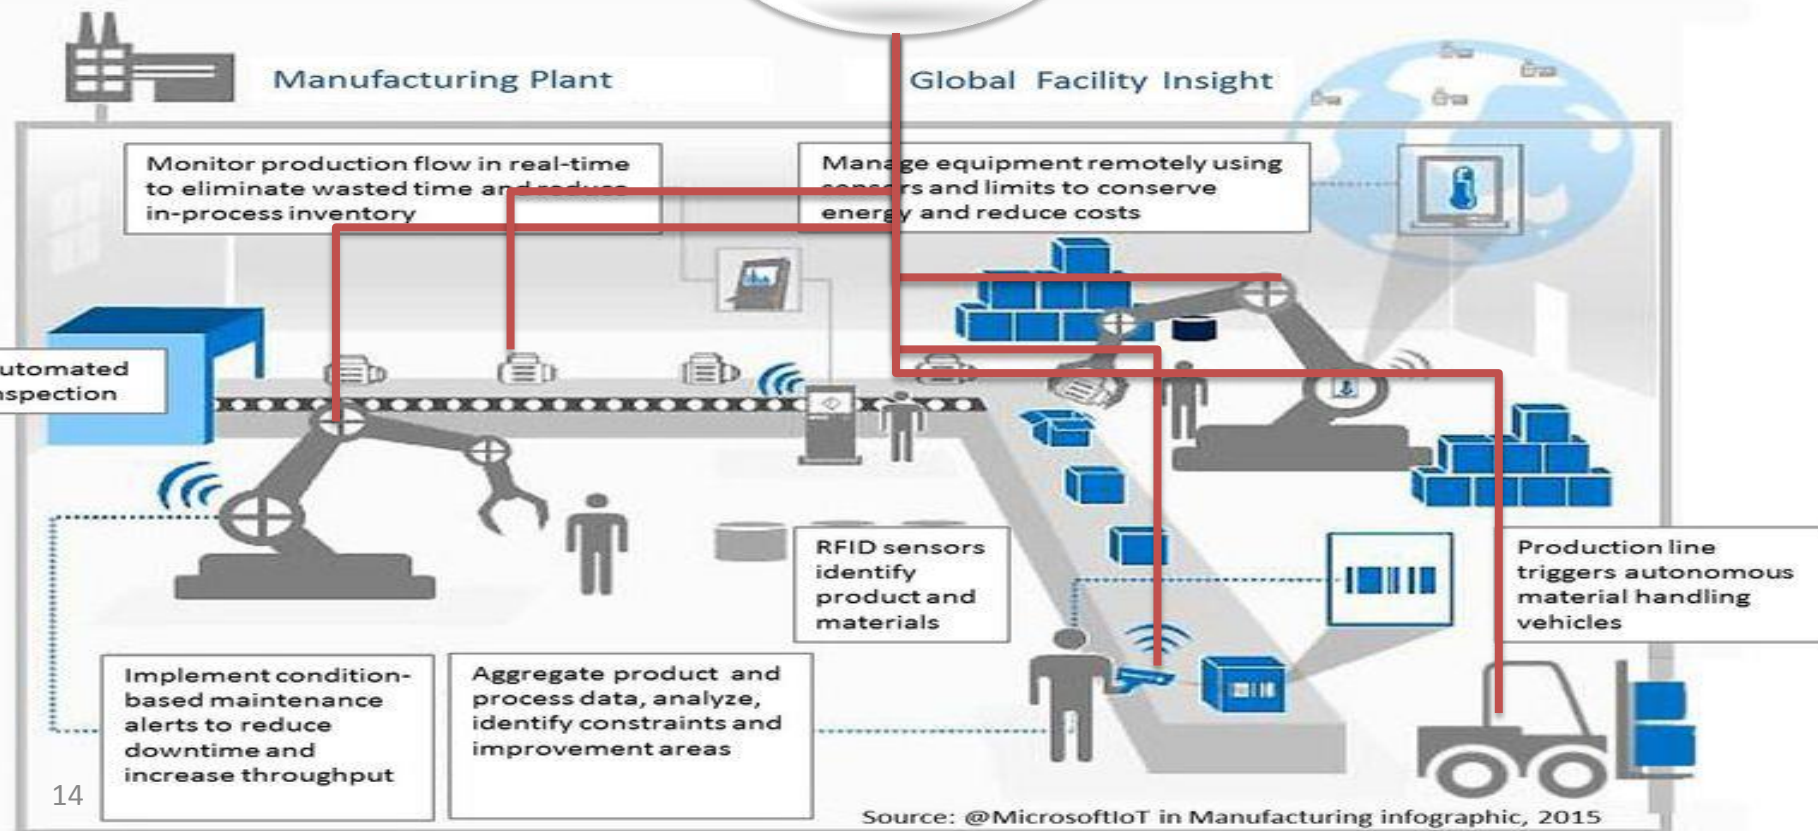 Manufacturing Plant
Global Facility Insight
Monitor production flow in real-time
to eliminate wasted time and reduce
in-process inventory
Manage equipment remotely using
sensors and limits to conserve
energy and reduce costs
utomated
nspection
RFID sensors
identify
product and
materials
Production line
triggers autonomous
material handling
vehicles
Implement condition-
based maintenance
alerts to reduce
downtime and
increase throughput
Aggregate product and
process data, analyze,
identify constraints and
improvement areas
14
Source: @MicrosoftIoT in Manufacturing infographic, 2015